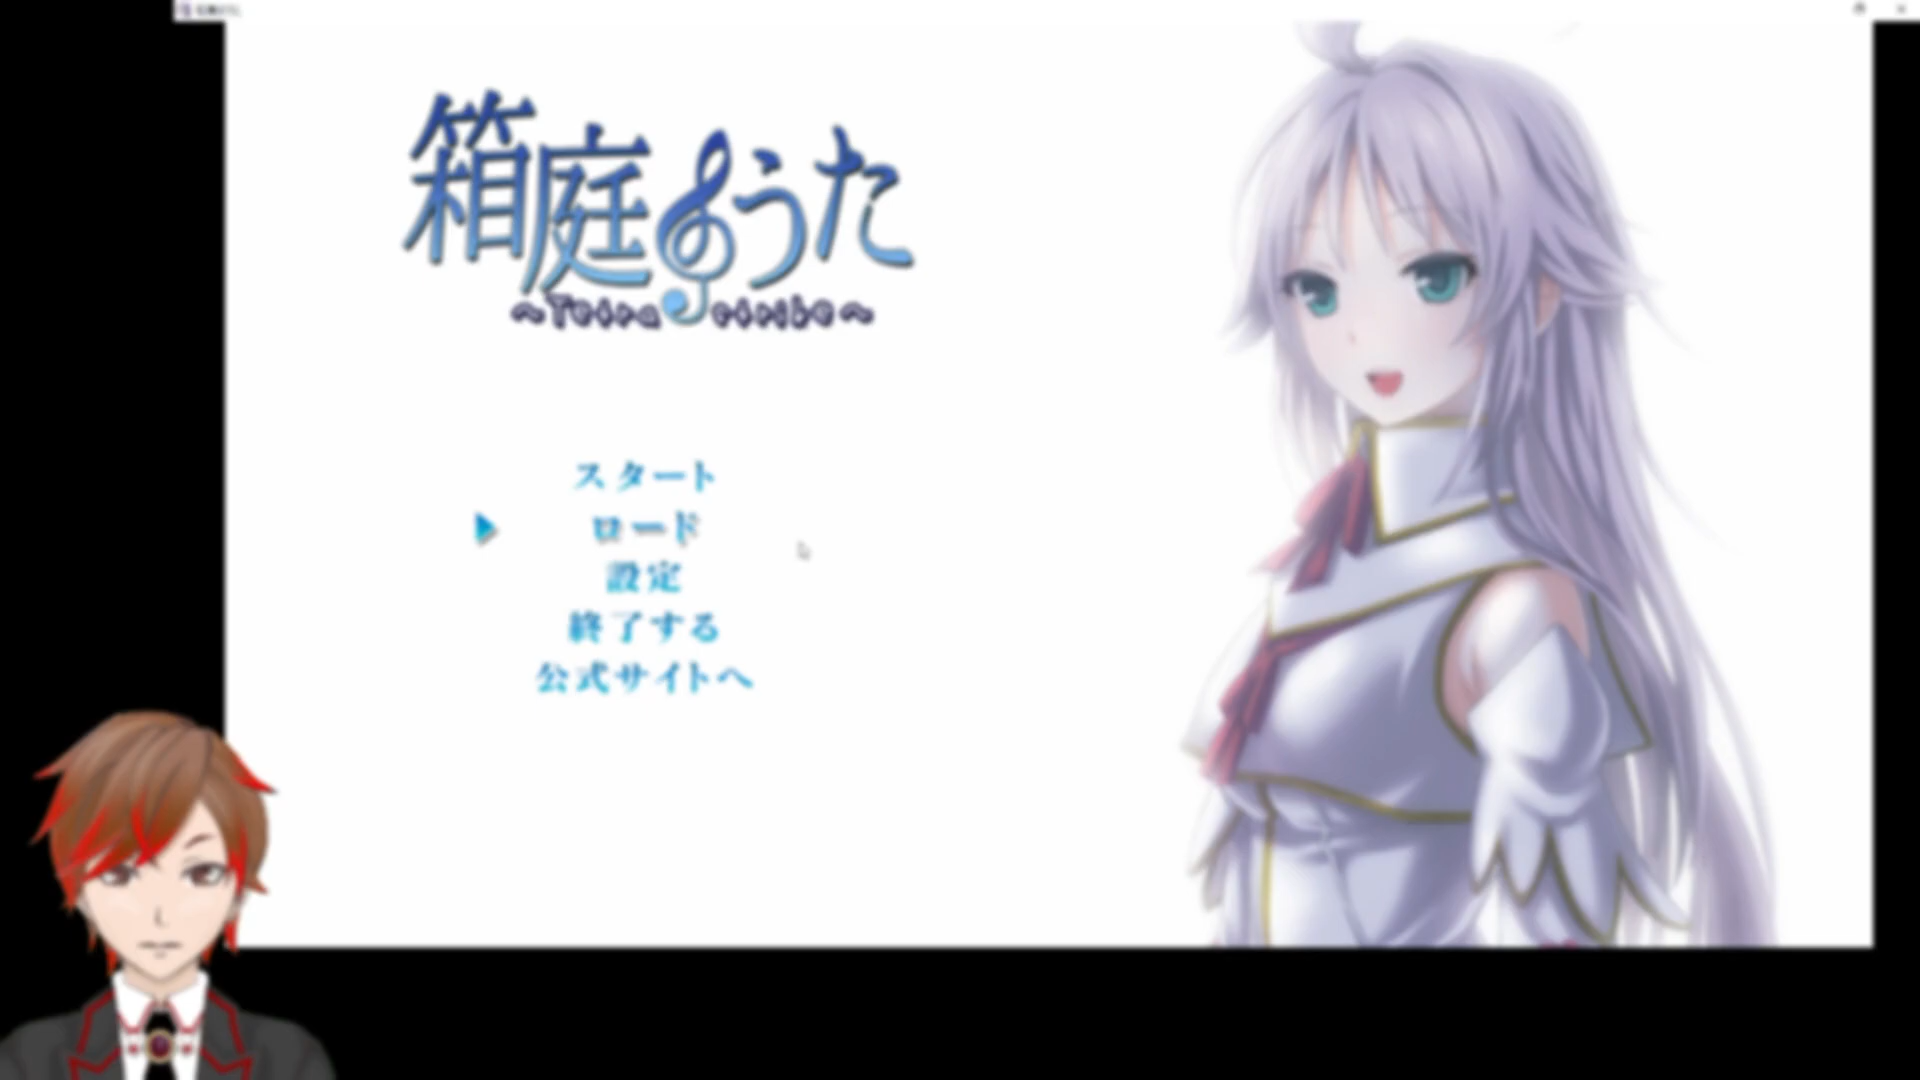 箱庭のうた
スタート
ロード
設定
終了する
公式サイトへ